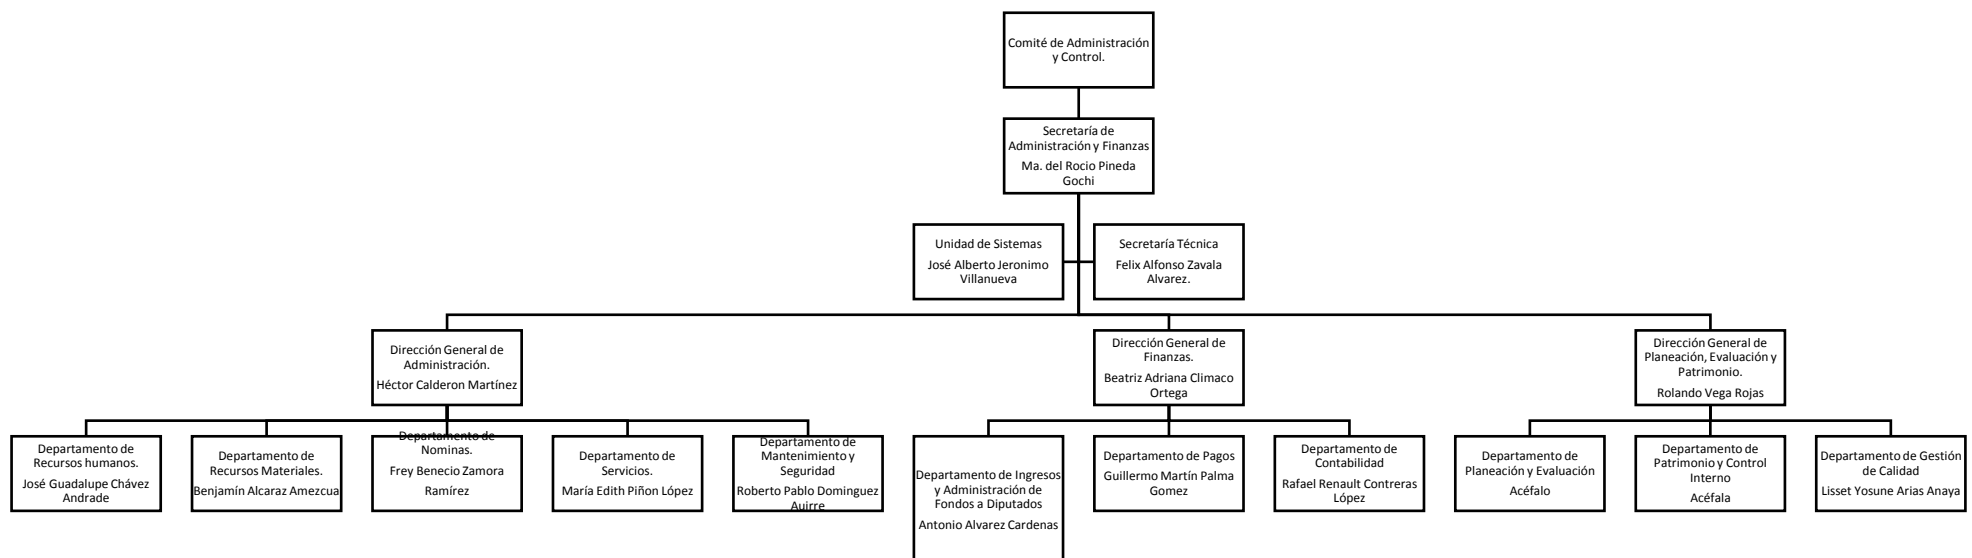 Comité de Administración
y Control.
Secretaría de
Administración y Finanzas
Ma. del Rocio Pineda
Gochi
Unidad de Sistemas
José Alberto Jeronimo
Villanueva
Secretaría Técnica
Felix Alfonso Zavala
Alvarez.
Dirección General de
Administración.
Héctor Calderon Martínez
Dirección General de
Finanzas.
Beatriz Adriana Climaco
Ortega
Dirección General de
Planeación, Evaluación y
Patrimonio.
Rolando Vega Rojas
Departamento de
Recursos humanos.
José Guadalupe Chávez
Andrade
Departamento de
Recursos Materiales.
Benjamín Alcaraz Amezcua
Departamento de
Nominas.
Frey Benecio Zamora
Ramírez
Departamento de
Servicios.
María Edith Piñon López
Departamento de
Mantenimiento y
Seguridad
Roberto Pablo Dominguez
Auirre
Departamento de Ingresos
y Administración de
Fondos a Diputados
Antonio Alvarez Cardenas
Departamento de Pagos
Guillermo Martín Palma
Gomez
Departamento de
Contabilidad
Rafael Renault Contreras
López
Departamento de
Planeación y Evaluación
Acéfalo
Departamento de
Patrimonio y Control
Interno
Acéfala
Departamento de Gestión
de Calidad
Lisset Yosune Arias Anaya